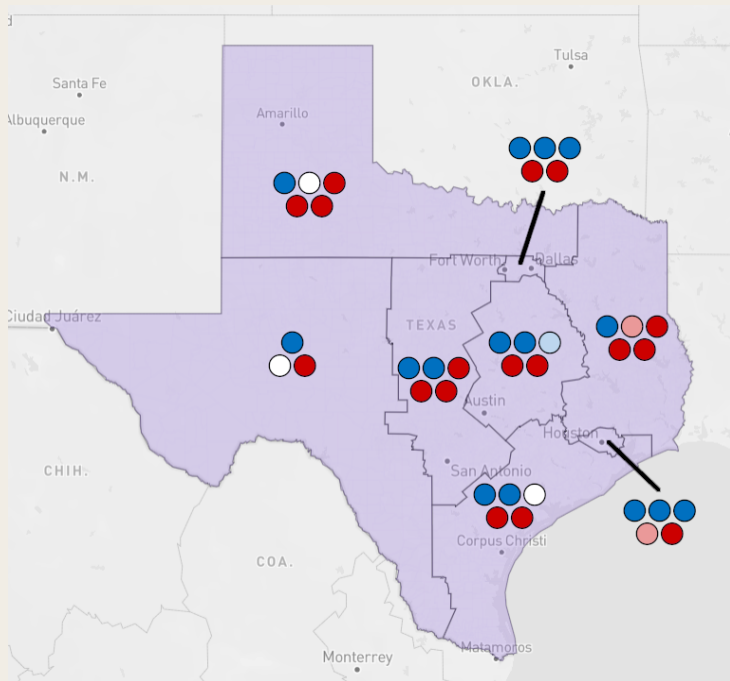 d
Tulsa
Santa Fe
OKLA.
Amarillo
Albuquerque
N.M.
Fort Worth
Dallas
Ciudad Juárez
TEXAS
Austin
Houston
San Antonio
CHIH.
Corpus Christi
COA.
Matamoros
Monterrey